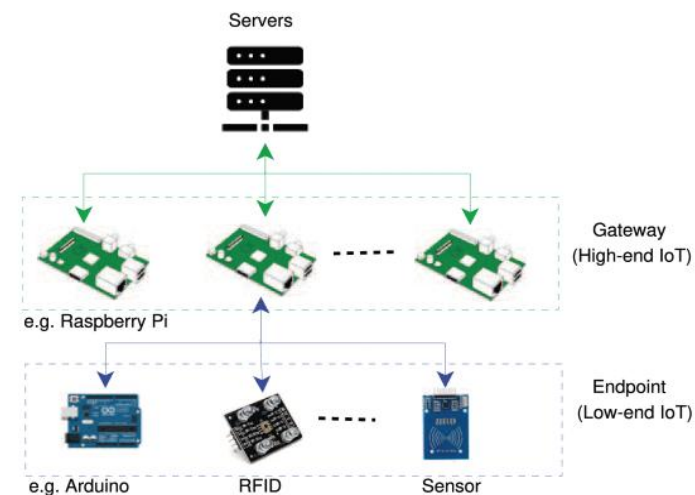 Servers
Gateway
(High-end IoT)
e.g. Raspberry Pi
Endpoint
(Low-end IoT)
e.g. Arduino
RFID
Sensor